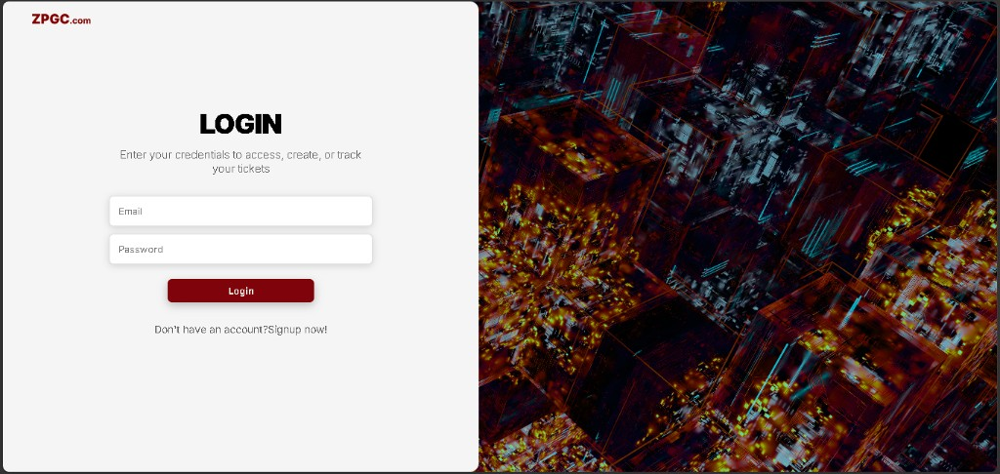 ZPGC.com
LOGIN
Enter your credentials to access, create, or track
your tickets
Email
Password
Login
Don't have an account?Signup now!